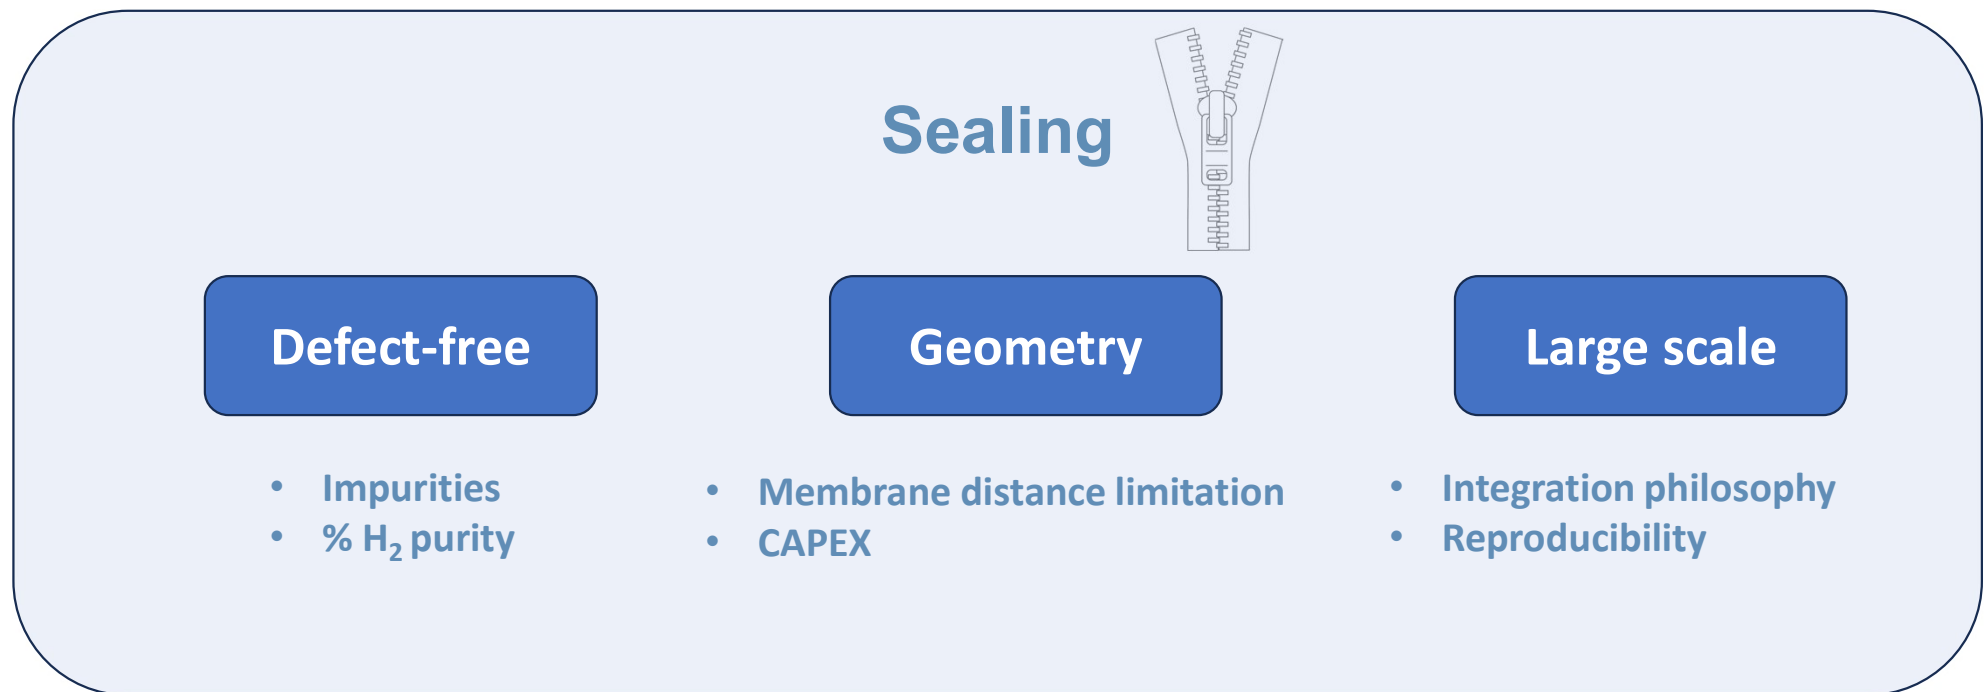 Sealing
Defect-free
• Impurities
• % H₂ purity
Geometry
• Membrane distance limitation
• CAPEX
Large scale
• Integration philosophy
• Reproducibility